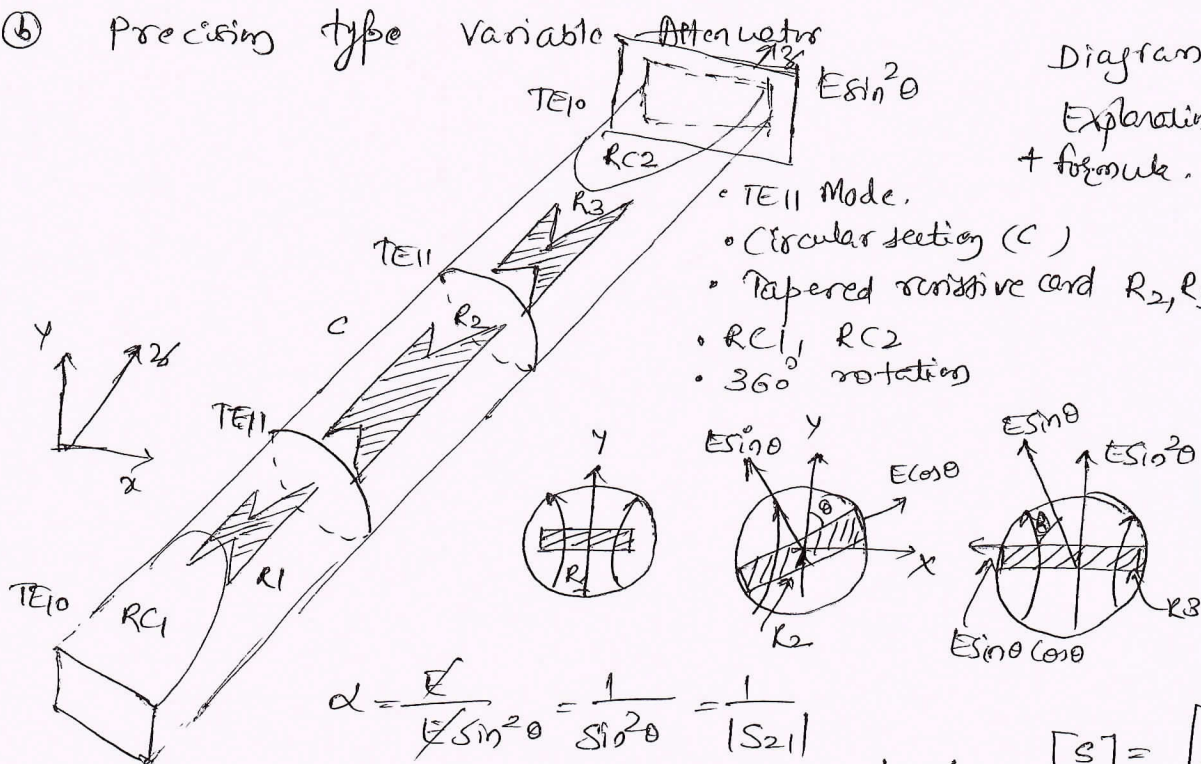 ⓑ Precising type Variable Attenuator
Diagram
Explanation
+ formula.
TE10
Esin²θ
RC2
R3
TE11
C
R2
Y
x
TE11
R1
TE10
RC1
• TE11 Mode.
• Circular section (C)
• Tapered resistive card R2, R3
• RC1, RC2
• 360° rotation
Y
R1
Esinθ
Y
Ecosθ
θ
X
R2
Esinθ
Esin²θ
θ
R3
Esinθ Cosθ
α = E / Esin²θ = 1 / Sin²θ = 1 / |S21|
[S] =